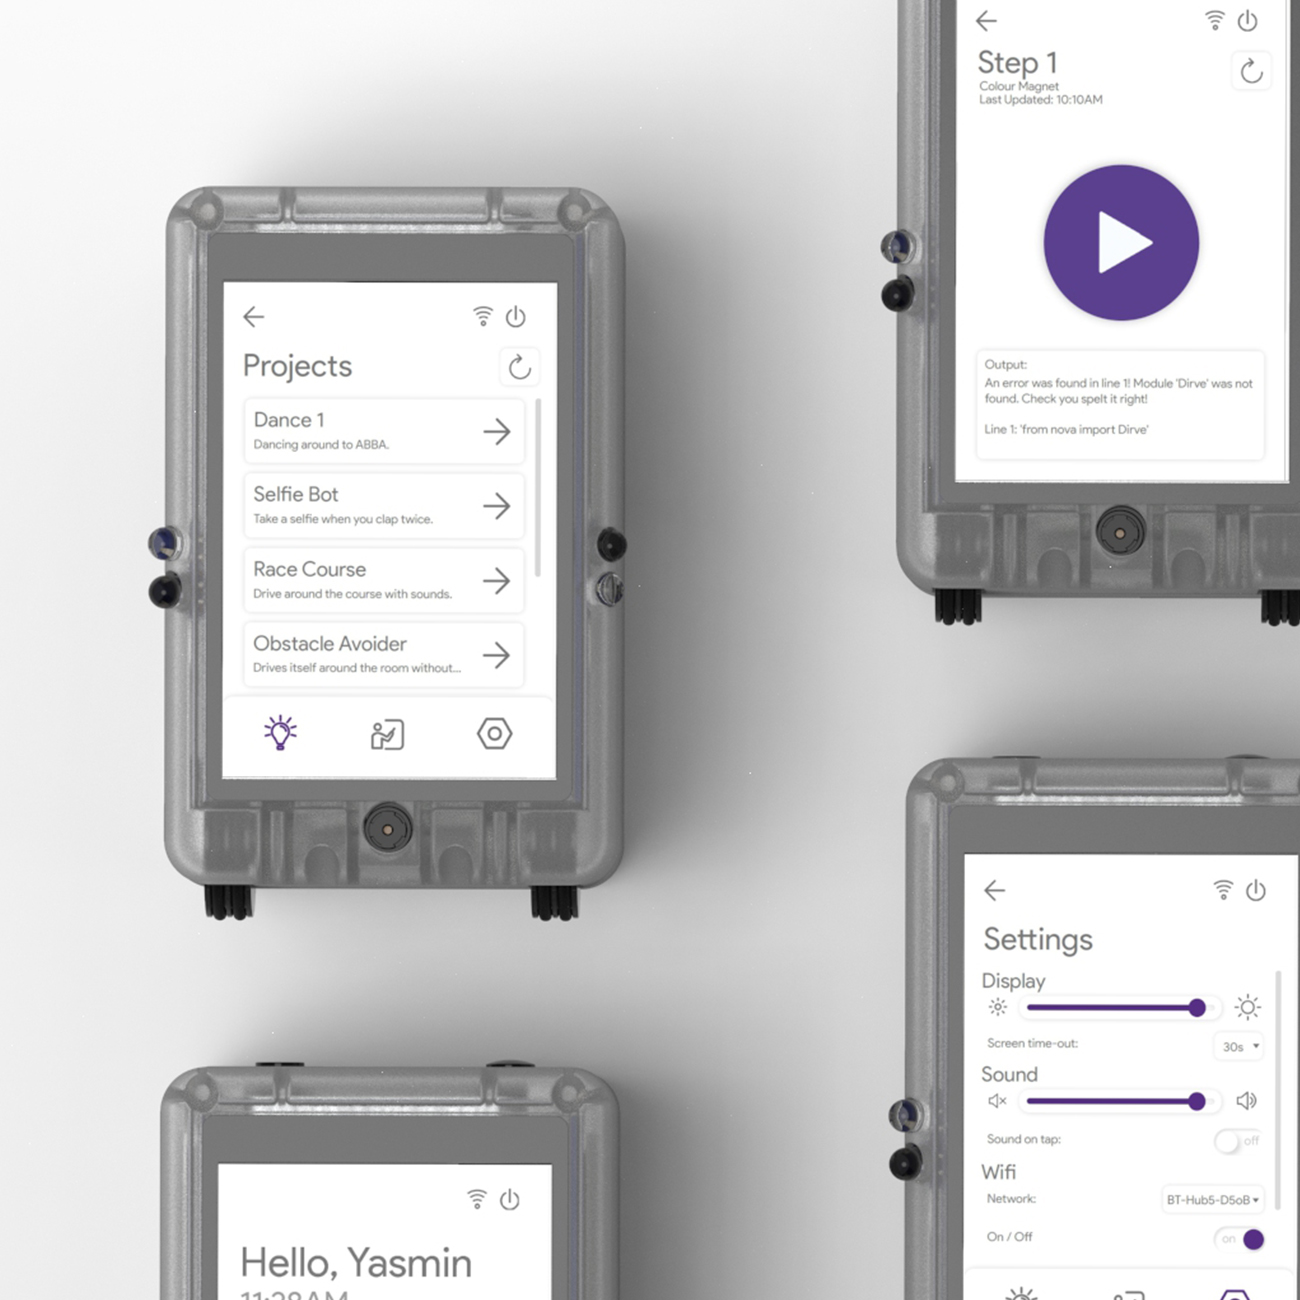 Projects
Dance 1
Dancing around to ABBA.
Selfie Bot
Take a selfie when you clap twice.
Race Course
Drive around the course with sounds.
Obstacle Avoider
Drives itself around the room without...
Step 1
Colour Magnet
Last Updated: 10:10AM
Output:
An error was found in line 1! Module 'Dirve' was not
found. Check you spelt it right!
Line 1: 'from nova import Dirve'
Hello, Yasmin
11:28AM
Settings
Display
Screen time-out: 30s
Sound
Sound on tap: off
Wifi
Network: BT-Hub5-D5oB
On / Off on